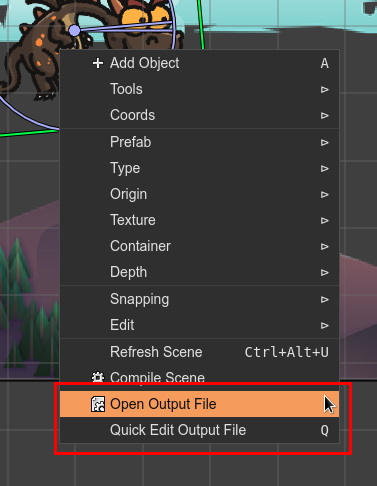 Add Object A
Tools
Coords
Prefab
Type
Origin
Texture
Container
Depth
Snapping
Edit
Refresh Scene Ctrl+Alt+U
Compile Scene
Open Output File
Quick Edit Output File Q